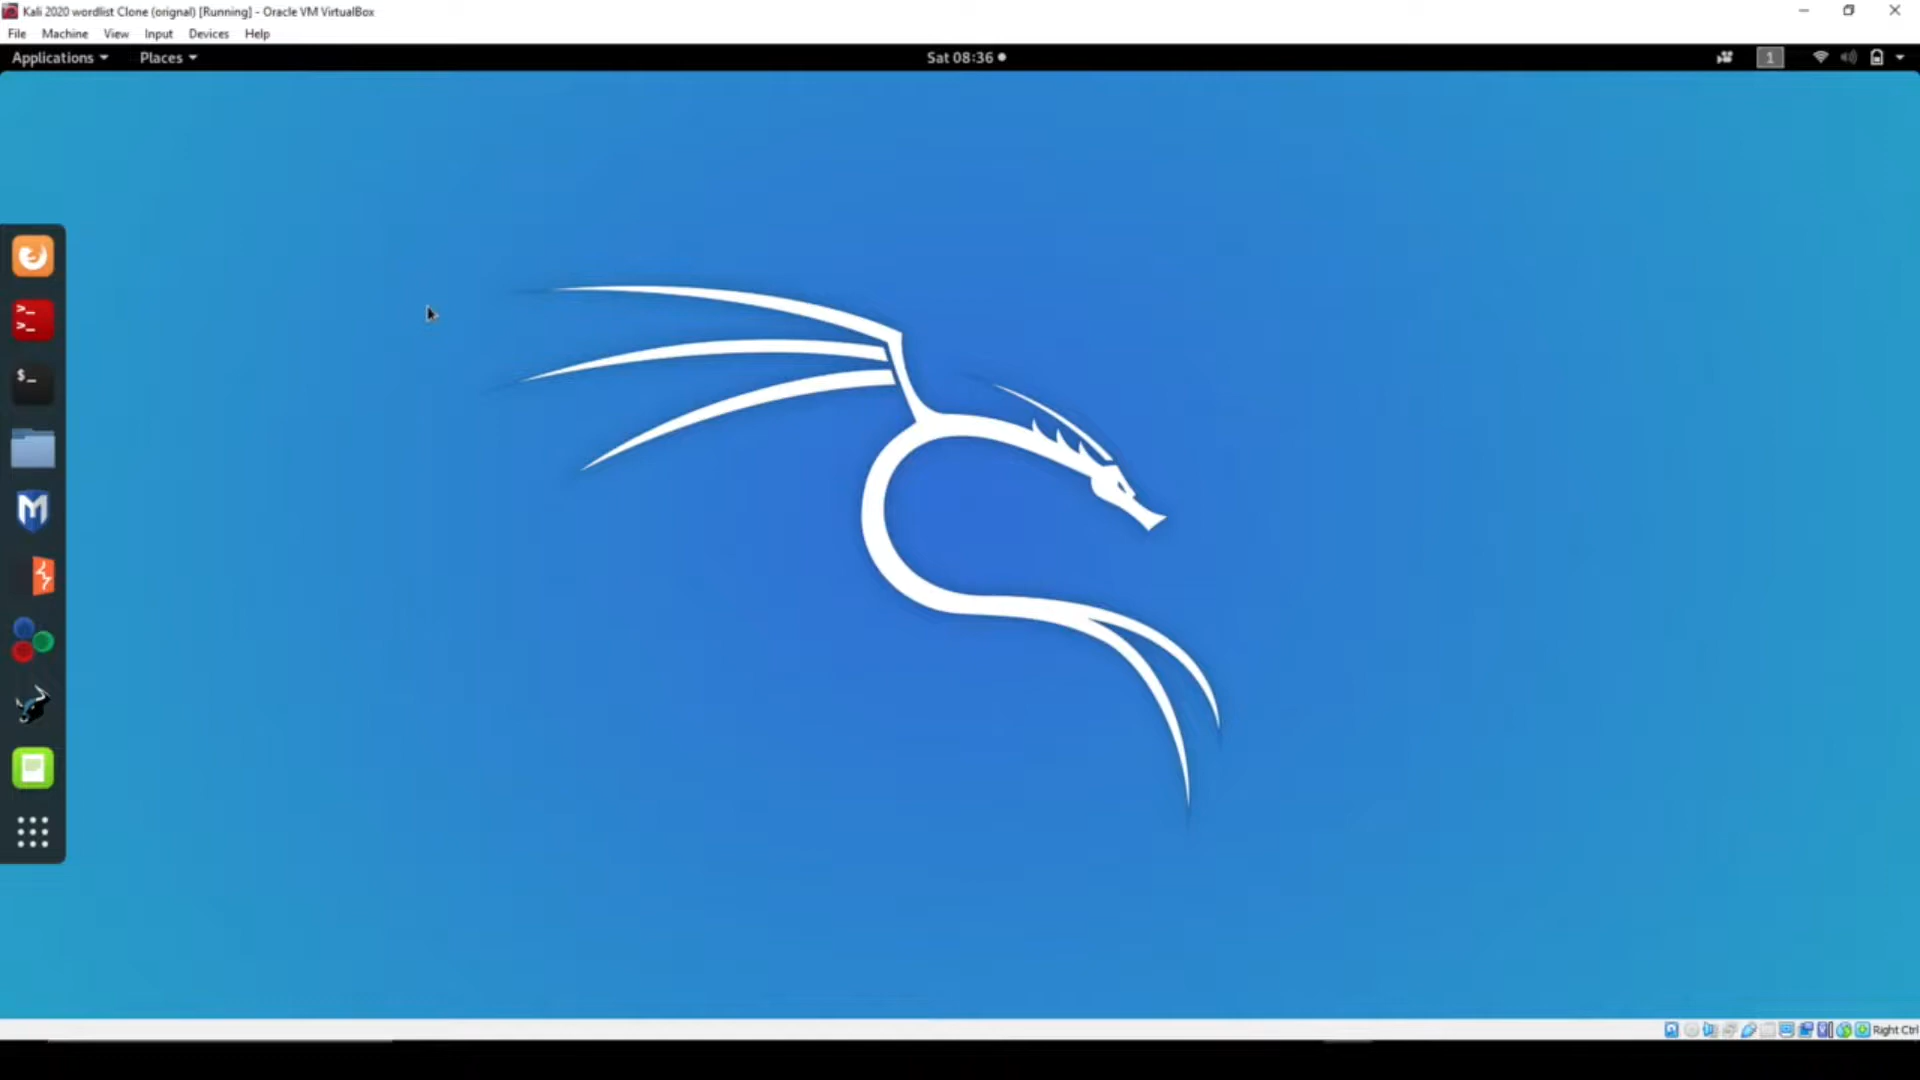 Kali 2020 wordlist Clone (orignal) [Running] - Oracle VM VirtualBox
File Machine View Input Devices Help
Applications Places Sat 08:36 1
>_
>_
$_
M
Right Ctrl